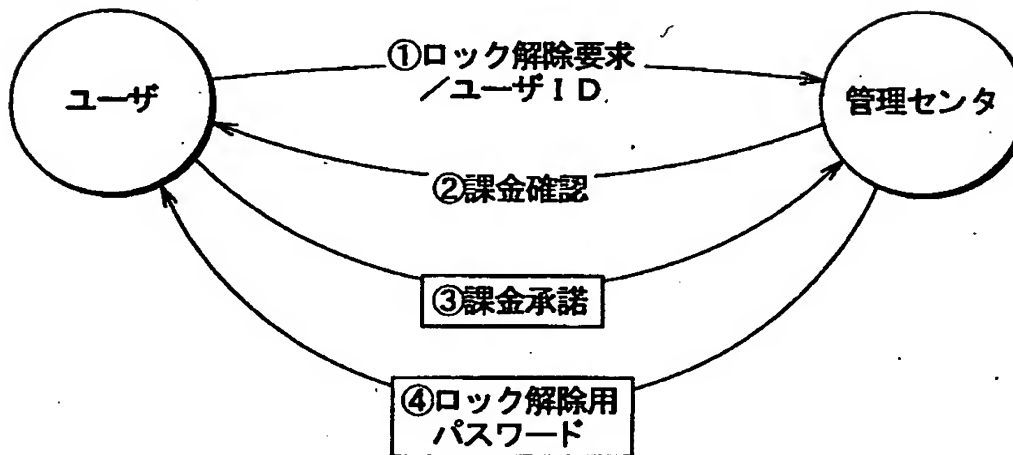 ユーザ
①ロック解除要求
／ユーザＩＤ
管理センタ
②課金確認
③課金承諾
④ロック解除用
パスワード